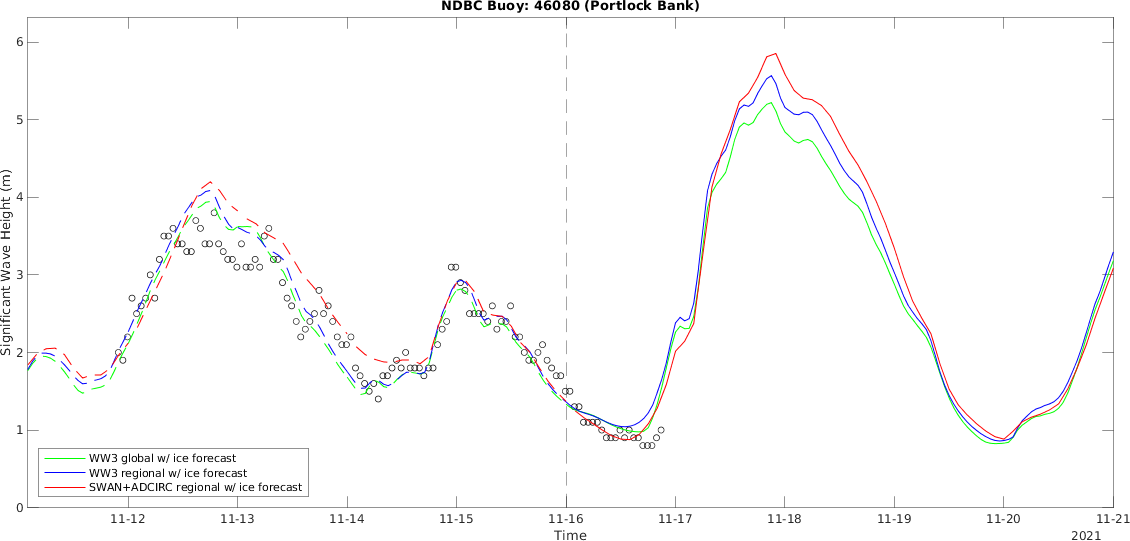 NDBC Buoy: 46080 (Portlock Bank)
6
5
4
3
2
1
0
Significant Wave Height (m)
WW3 global w/ ice forecast
WW3 regional w/ ice forecast
SWAN+ADCIRC regional w/ ice forecast
11-12 11-13 11-14 11-15 11-16 11-17 11-18 11-19 11-20 11-21
Time
2021